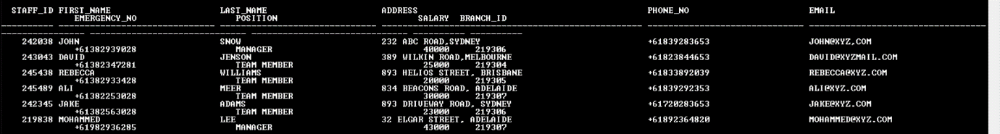 STAFF_ID FIRST_NAME LAST_NAME ADDRESS PHONE_NO EMAIL
EMERGENCY_NO POSITION SALARY BRANCH_ID
242038 JOHN SNOW 232 ABC ROAD,SYDNEY +61839283653 JOHN@XYZ,COM
+61382939028 MANAGER 40000 219306
243043 DAVID JENSON 389 WILKIN ROAD,MELBOURNE +61823844653 DAVID@XYZMAIL.COM
+61382347281 TEAM MEMBER 25000 219304
245438 REBECCA WILLIAMS 893 HELIOS STREET, BRISBANE +61833892039 REBECCA@XYZ.COM
+61382933428 TEAM MEMBER 20000 219305
245489 ALI MEER 834 BEACONS ROAD, ADELAIDE +61839292353 ALI@XYZ.COM
+61382253028 TEAM MEMBER 30000 219307
242345 JAKE ADAMS 893 DRIVEWAY ROAD, SYDNEY +61720283653 JAKE@XYZ.COM
+61382563028 TEAM MEMBER 23000 219306
219838 MOHAMMED LEE 32 ELGAR STREET, ADELAIDE +61892364820 MOHAMMED@XYZ.COM
+61982936285 MANAGER 43000 219307